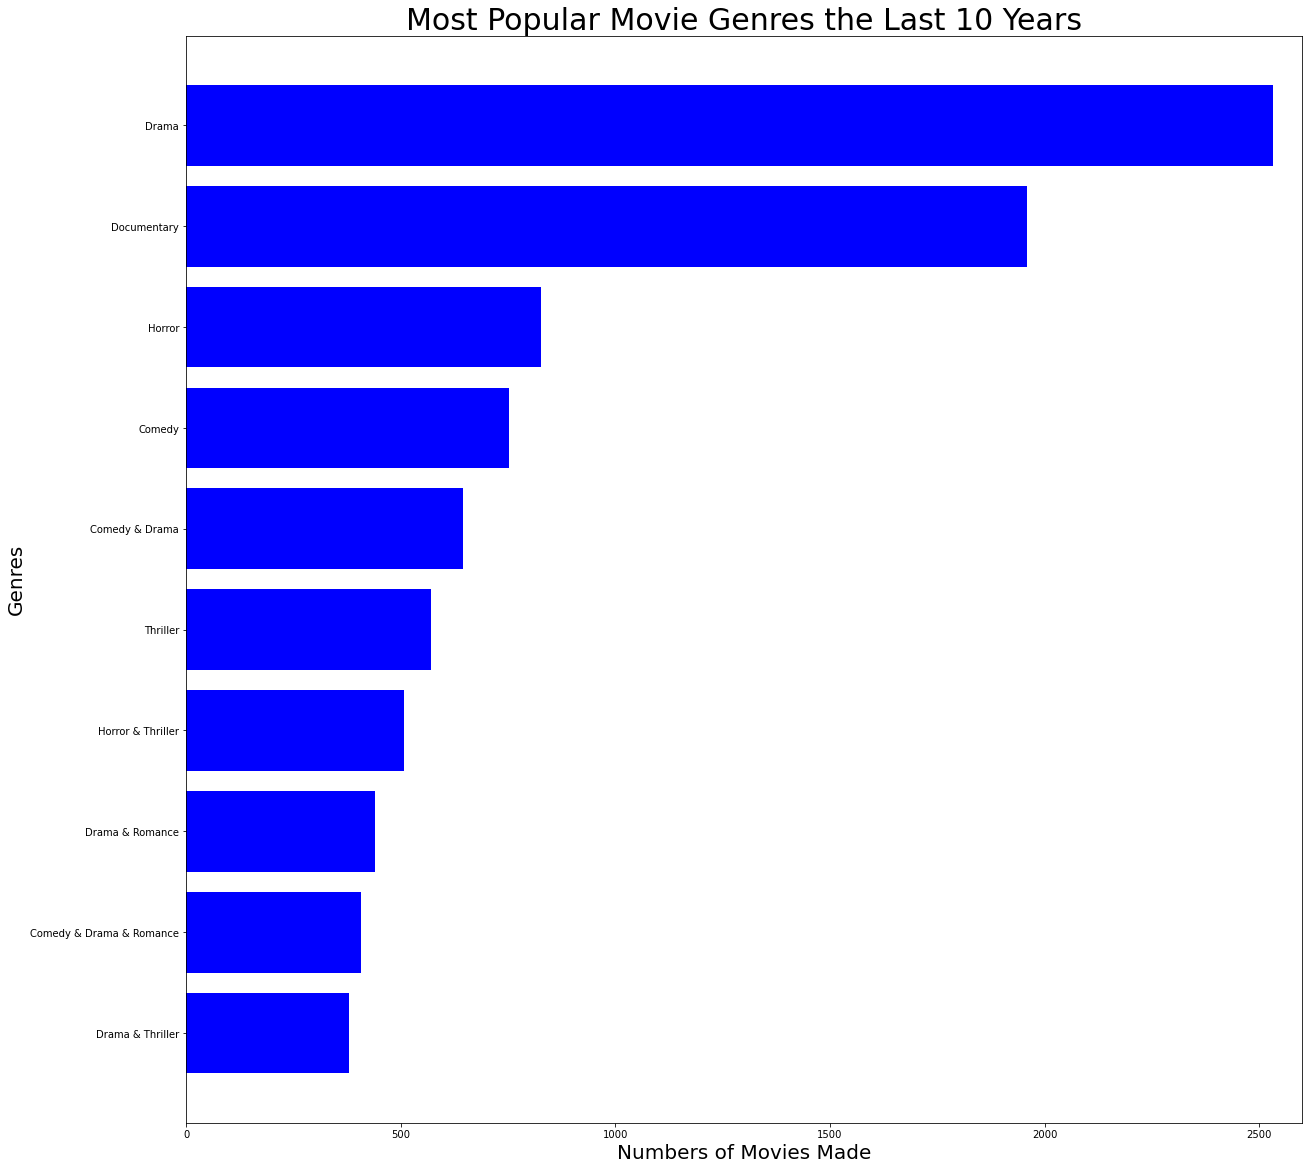 Most Popular Movie Genres the Last 10 Years
Genres
Drama
Documentary
Horror
Comedy
Comedy & Drama
Thriller
Horror & Thriller
Drama & Romance
Comedy & Drama & Romance
Drama & Thriller
0 500 1000 1500 2000 2500
Numbers of Movies Made